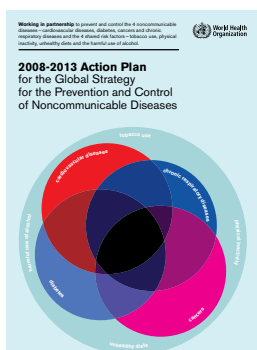 Working in partnership to prevent and control the 4 noncommunicable
diseases – cardiovascular diseases, diabetes, cancers and chronic
respiratory diseases and the 4 shared risk factors – tobacco use, physical
inactivity, unhealthy diets and the harmful use of alcohol.
World Health
Organization
2008-2013 Action Plan
for the Global Strategy
for the Prevention and Control
of Noncommunicable Diseases
tobacco use
cardiovascular diseases
chronic respiratory diseases
harmful use of alcohol
physical inactivity
diabetes
cancers
unhealthy diets